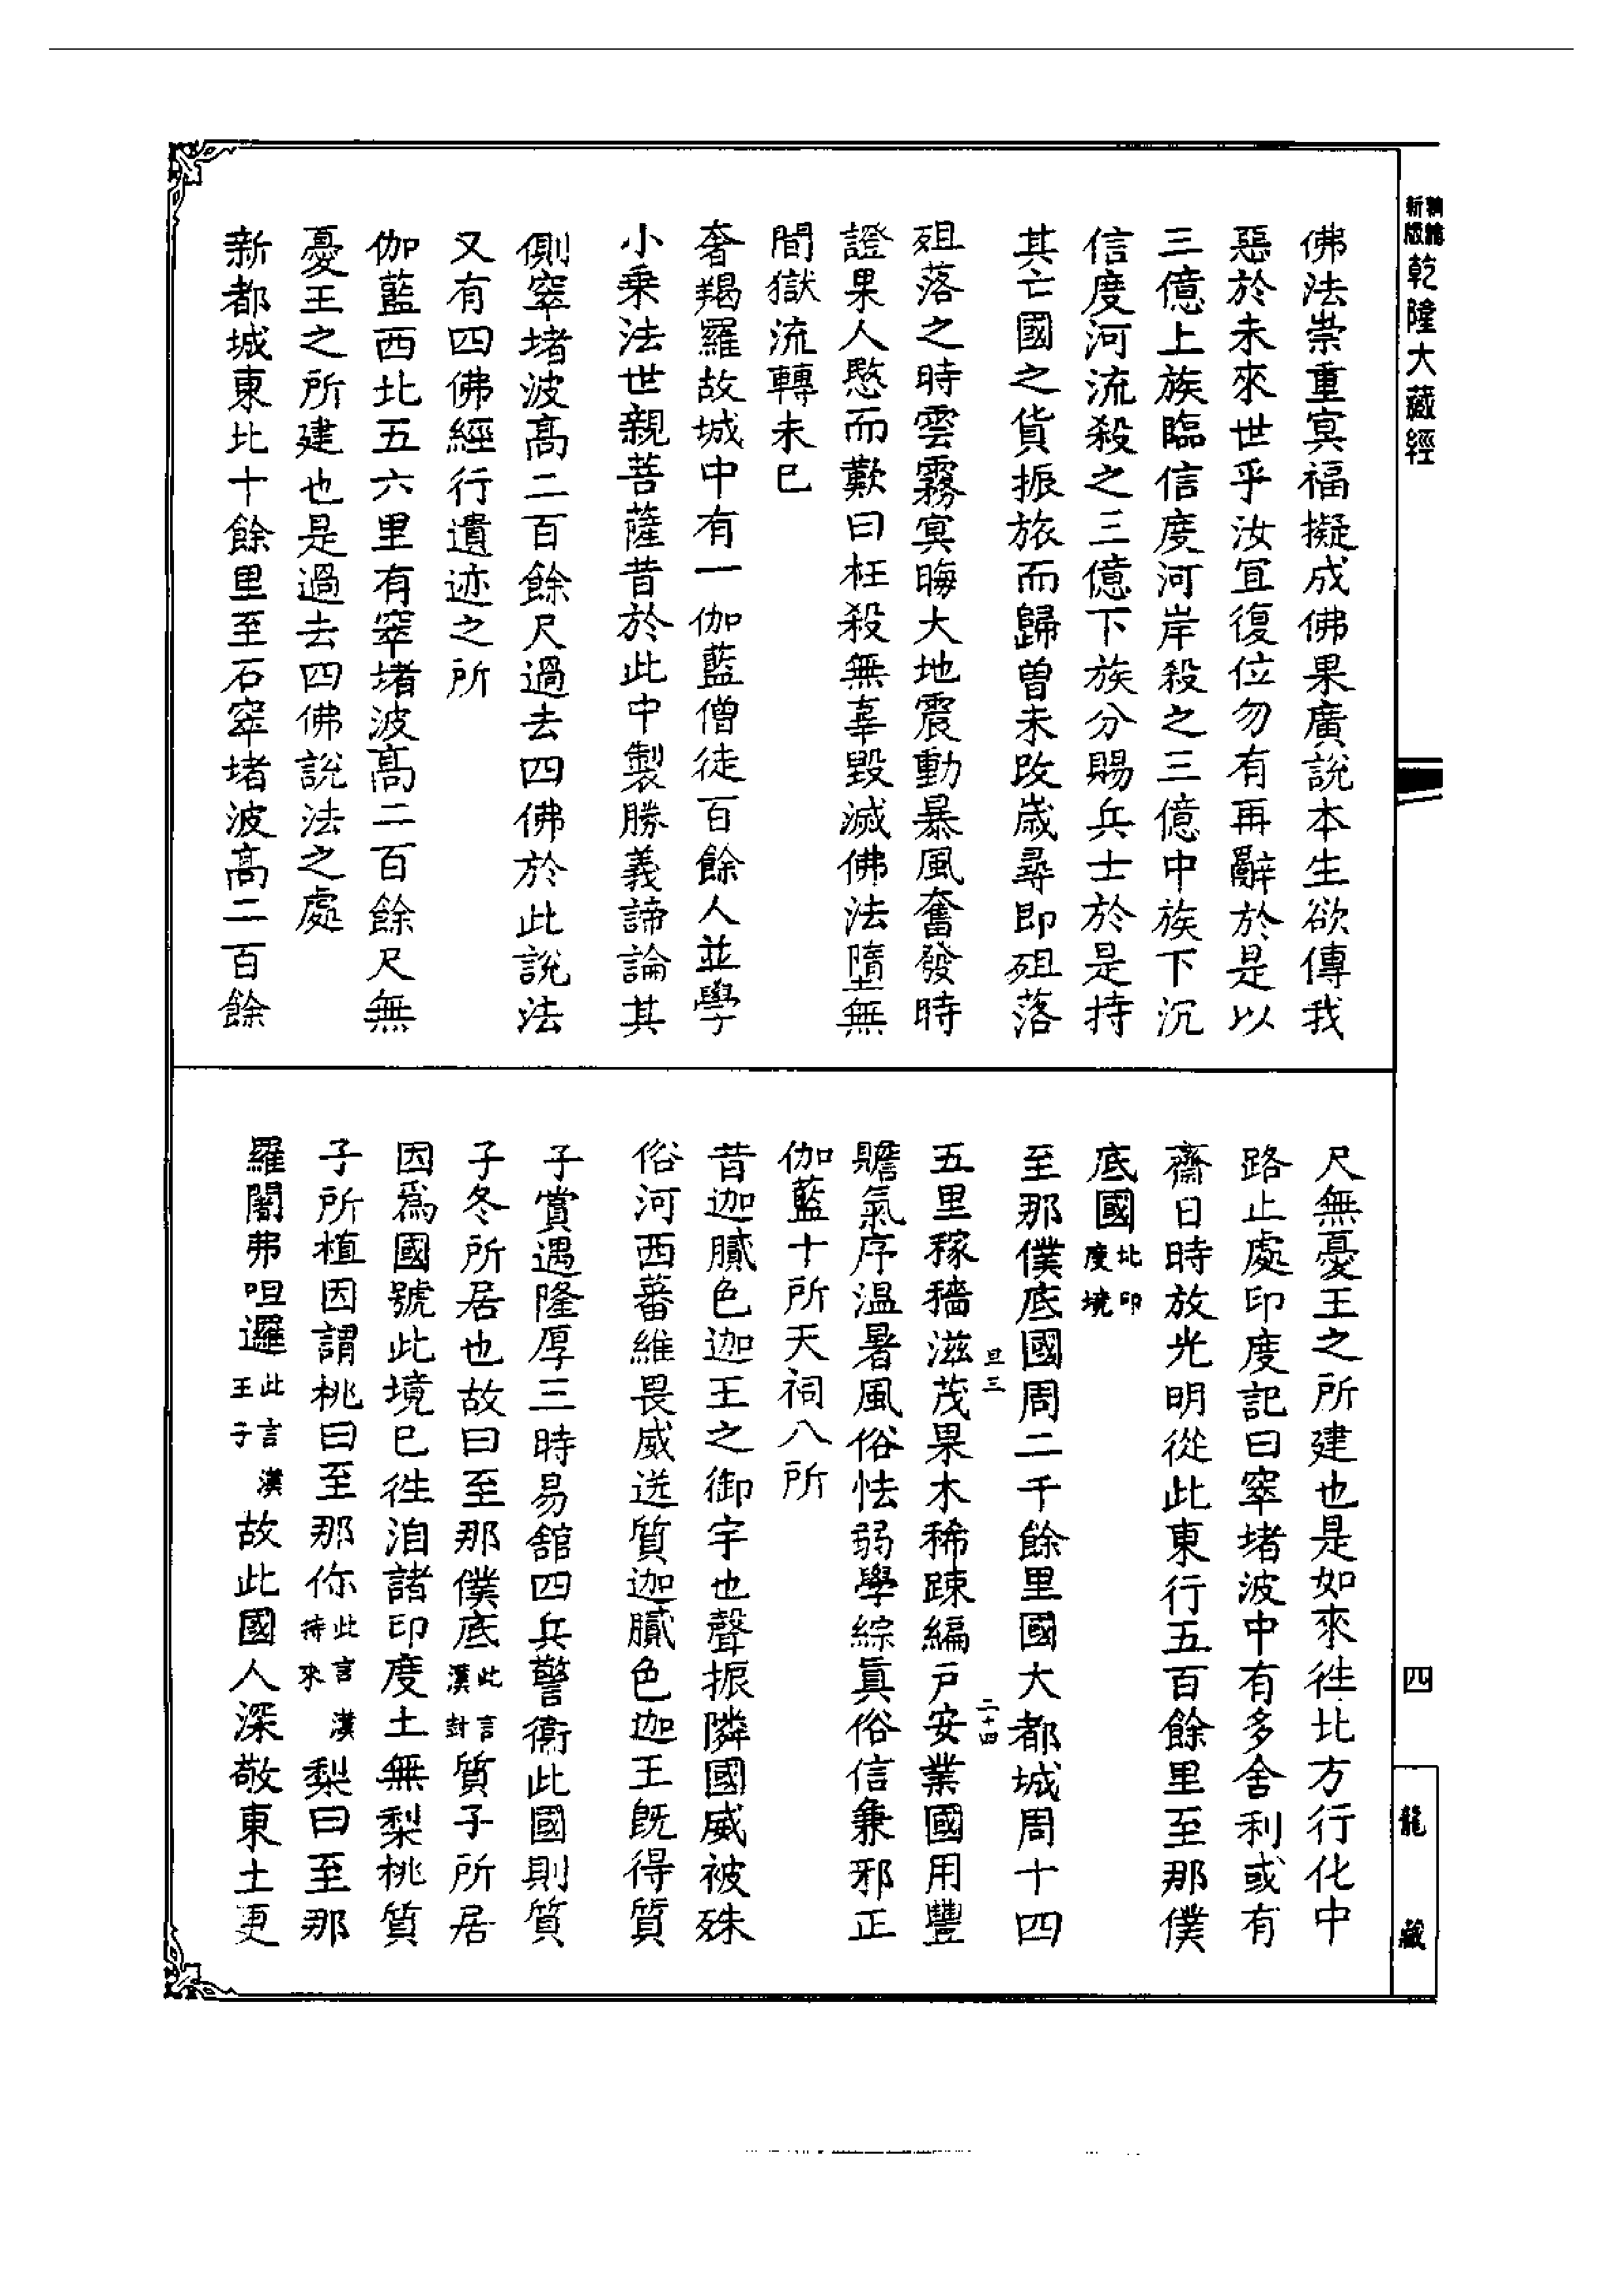 新版
乾隆大藏經
佛法崇重冥福擬成佛果廣說本生欲傳我
惡於未來世乎汝宜復位勿有再辭於是以
三億上族臨信度河岸殺之三億中族下沉
信度河流殺之三億下族分賜兵士於是持
其亡國之貨振旅而歸曾未改歲尋即殂落
殂落之時雲霧冥晦大地震動暴風奮發時
證果人愍而歎曰枉殺無辜毀滅佛法墮無
間獄流轉未已
奢羯羅故城中有一伽藍僧徒百餘人並學
小乗法世親菩薩昔於此中製勝義諦論其
側窣堵波高二百餘尺過去四佛於此說法
又有四佛經行遺迹之所
伽藍西北五六里有窣堵波高二百餘尺無
憂王之所建也是過去四佛說法之處
新都城東北十餘里至石窣堵波高二百餘
尺無憂王之所建也是如來徃北方行化中
路止處印度記曰窣堵波中有多舍利或有
齋日時放光明從此東行五百餘里至那僕
底國北印度境
至那僕底國周二千餘里國大都城周十四
旦三
二十四
五里稼穡滋茂果木稀踈編戸安業國用豐
贍氣序温暑風俗怯弱學綜眞俗信兼邪正
伽藍十所天祠八所
昔迦膩色迦王之御宇也聲振隣國威被殊
俗河西蕃維畏威送質迦膩色迦王旣得質
子賞遇隆厚三時易舘四兵警衞此國則質
子冬所居也故曰至那僕底此言漢封質子所居
因爲國號此境已徃洎諸印度土無梨桃質
子所植因謂桃曰至那你此言漢持來梨曰至那
羅闍弗呾邏此言漢王子故此國人深敬東土更
四
龍藏